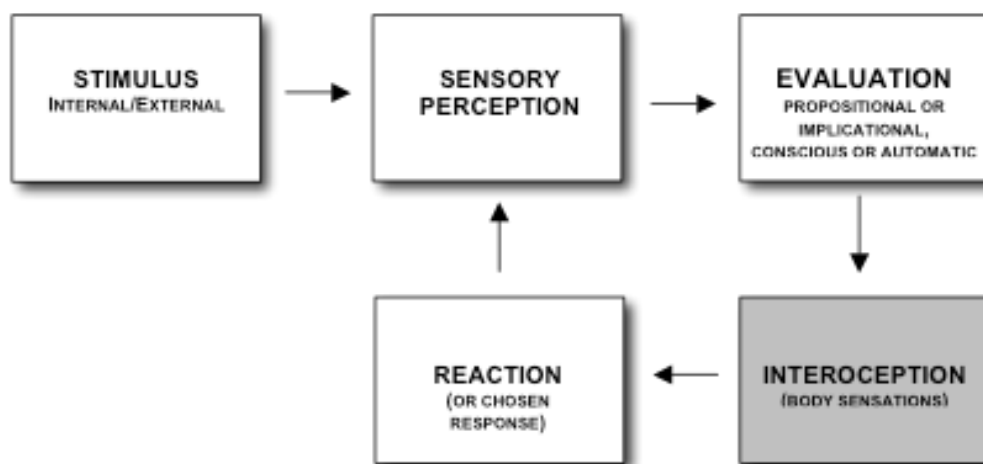 STIMULUS
INTERNAL/EXTERNAL
SENSORY
PERCEPTION
EVALUATION
PROPOSITIONAL OR
IMPLICATIONAL,
CONSCIOUS OR AUTOMATIC
REACTION
(OR CHOSEN
RESPONSE)
INTEROCEPTION
(BODY SENSATIONS)